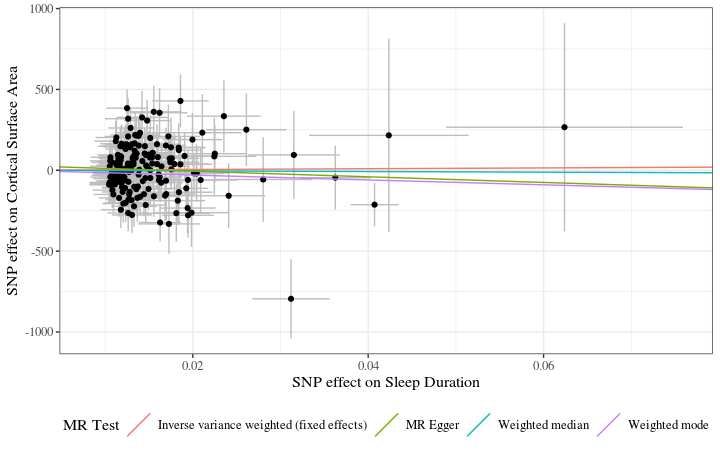 1000
500
0
-500
-1000
SNP effect on Cortical Surface Area
0.02 0.04 0.06
SNP effect on Sleep Duration
MR Test Inverse variance weighted (fixed effects) MR Egger Weighted median Weighted mode